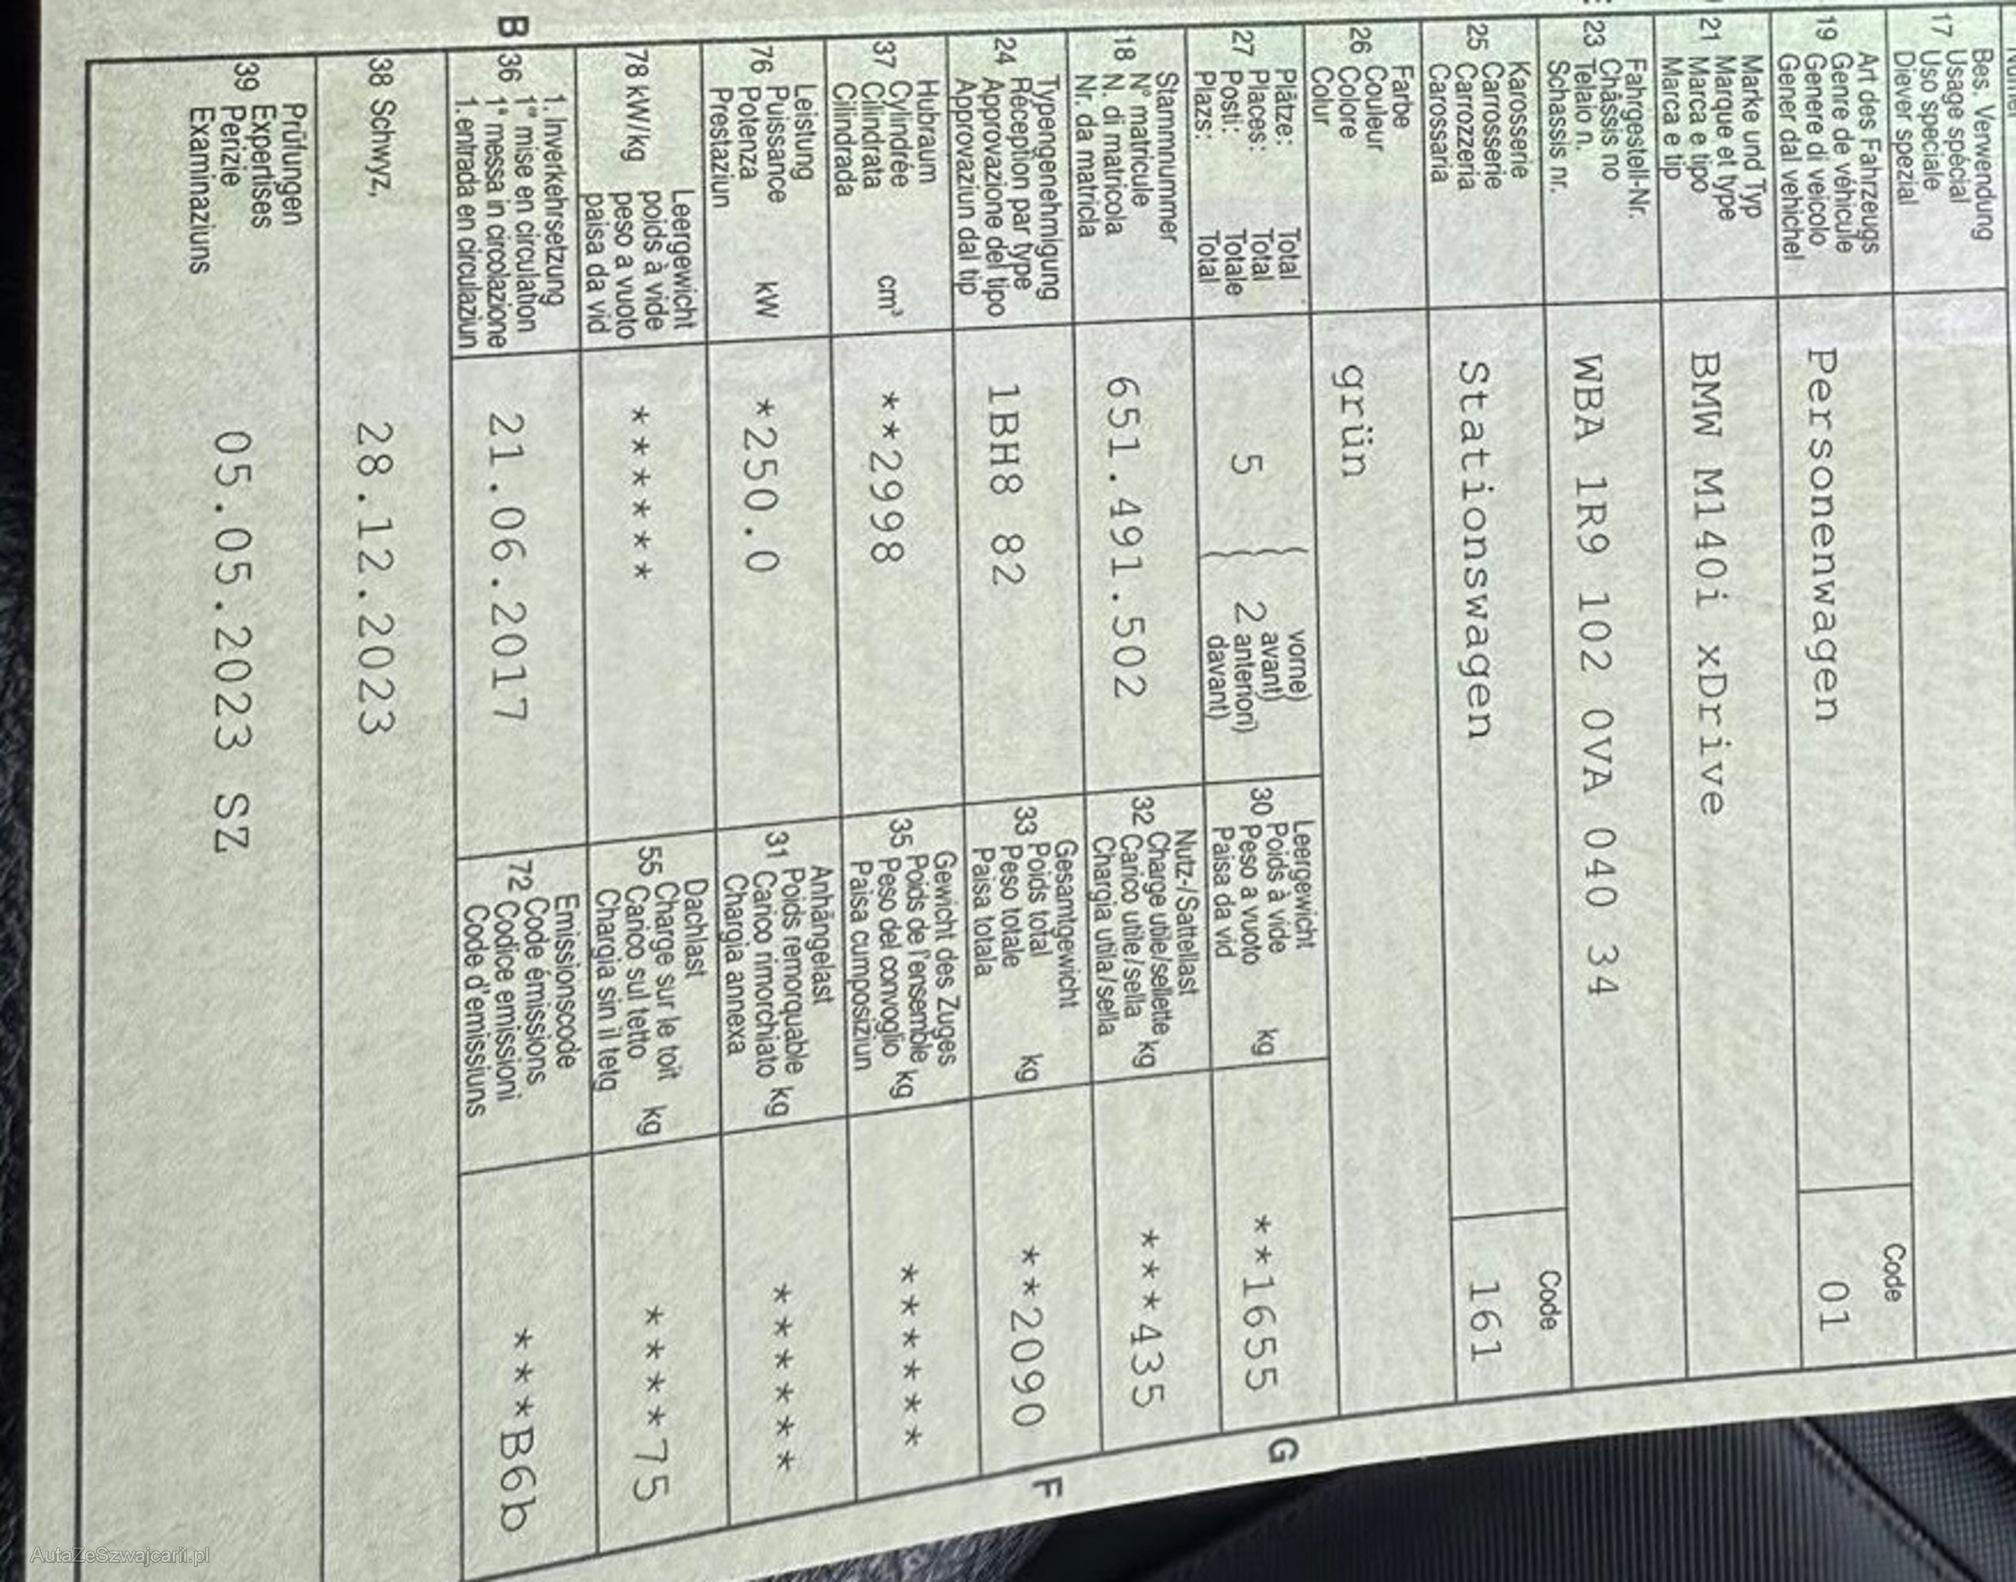 Bes. Verwendung
Usage spécial
17 Uso speciale
Diever spezial
Art des Fahrzeugs
Genre de véhicule
19 Genere di veicolo
Gener dal vehichel
Personenwagen
Code
01
Marke und Typ
Marque et type
21 Marca e tipo
Marca e tip
BMW M140i xDrive
Fahrgestell-Nr.
Châssis no
23 Telaio n.
Schassis nr.
WBA 1R9 102 0VA 040 34
Karosserie
Carrosserie
25 Carrozzeria
Carossaria
Stationswagen
Code
161
Farbe
Couleur
26 Colore
Colur
grün
Plätze: Total vorne)
Places: Total avant)
27 Posti: Totale 5 2 anteriori)
Plazs: Total davant)
Leergewicht
Poids à vide
30 Peso a vuoto kg
Paisa da vid
**1655
G
Stammnummer
N° matricule
18 N. di matricola
Nr. da matricla
651.491.502
Nutz-/Sattellast
Charge utile/sellette
32 Carico utile/sella kg
Chargia utila/sella
***435
Typengenehmigung
Réception par type
24 Approvazione del tipo
Approvaziun dal tip
1BH8 82
Gesamtgewicht
Poids total
33 Peso totale kg
Paisa totala
**2090
F
Hubraum
Cylindrée
37 Cilindrata cm³
Cilindrada
**2998
Gewicht des Zuges
Poids de l'ensemble
35 Peso del convoglio kg
Paisa cumposiziun
******
Leistung
Puissance
76 Potenza kW
Prestaziun
*250.0
Anhängelast
Poids remorquable
31 Carico rimorchiato kg
Chargia annexa
******
Leergewicht
poids à vide
78 kW/kg peso a vuoto
paisa da vid
******
Dachlast
Charge sur le toit
55 Carico sul tetto kg
Chargia sin il tetg
****75
B
1. Inverkehrsetzung
1re mise en circulation
36 1a messa in circolazione
1. entrada en circulaziun
21.06.2017
Emissionscode
Code émissions
72 Codice emissioni
Code d'emissiuns
***B6b
38 Schwyz, 28.12.2023
Prüfungen
Expertises
39 Perizie
Examinaziuns
05.05.2023 SZ
AutaZeSzwajcarii.pl